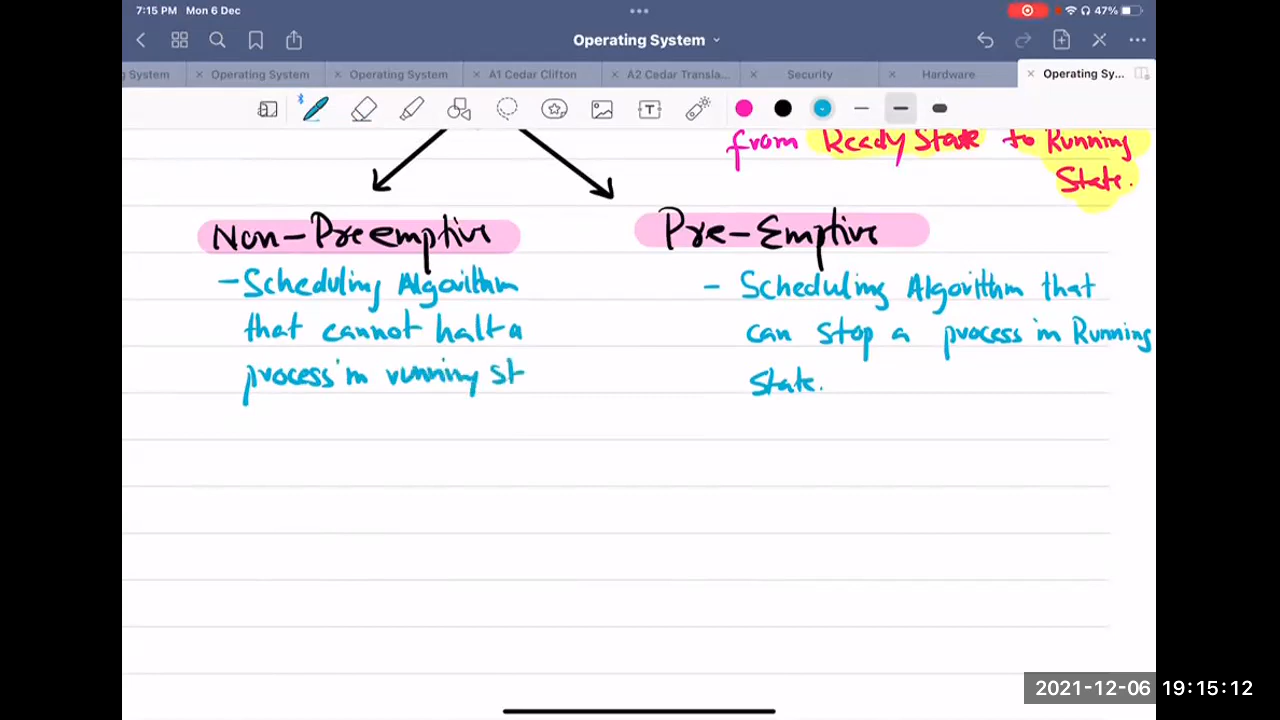 7:15 PM Mon 6 Dec
47%
Operating System
g System
Operating System
Operating System
A1 Cedar Clifton
A2 Cedar Transla...
Security
Hardware
Operating Sy...
from Ready State to Running
State.
Non-Preemptive
Pre-Emptive
- Scheduling Algorithm
that cannot halt a
process in running st
- Scheduling Algorithm that
can stop a process in Running
State.
2021-12-06 19:15:12